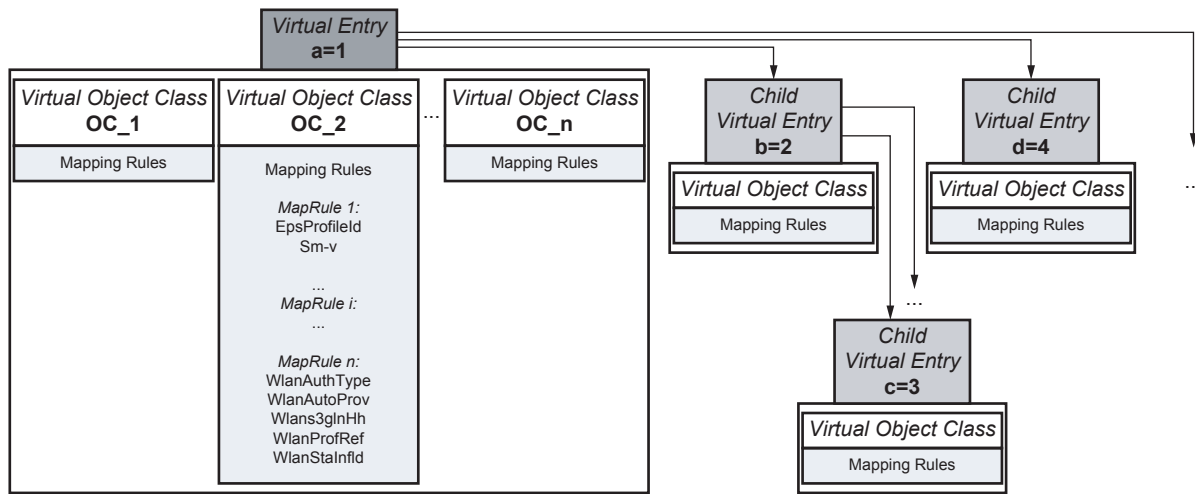 Virtual Entry
a=1
Virtual Object Class
OC_1
Mapping Rules
Virtual Object Class
OC_2
Mapping Rules
MapRule 1:
EpsProfileId
Sm-v
...
MapRule i:
...
MapRule n:
WlanAuthType
WlanAutoProv
Wlans3glnHh
WlanProfRef
WlanStaInfId
...
Virtual Object Class
OC_n
Mapping Rules
Child
Virtual Entry
b=2
Virtual Object Class
Mapping Rules
Child
Virtual Entry
d=4
Virtual Object Class
Mapping Rules
...
...
Child
Virtual Entry
c=3
Virtual Object Class
Mapping Rules